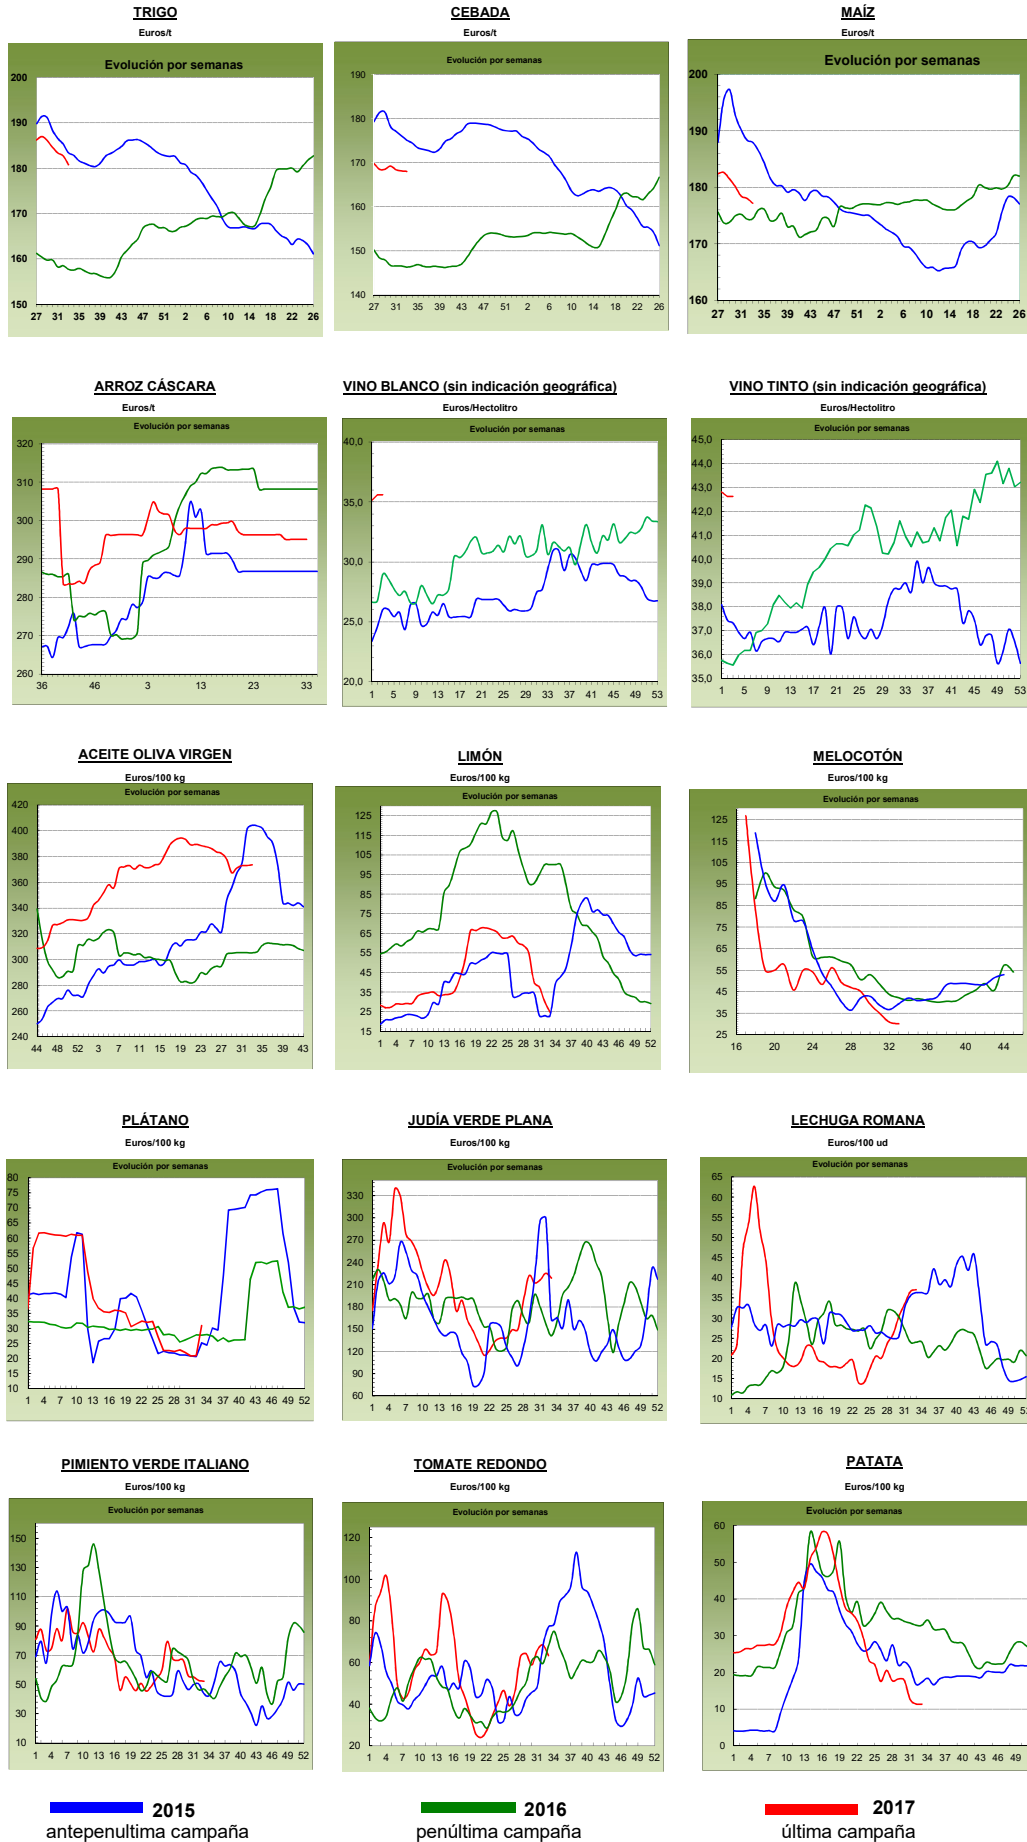 TRIGO
Euros/t
Evolución por semanas
200
190
180
170
160
150
27 31 35 39 43 47 51 2 6 10 14 18 22 26
CEBADA
Euros/t
Evolución por semanas
190
180
170
160
150
140
27 31 35 39 43 47 51 2 6 10 14 18 22 26
MAÍZ
Euros/t
Evolución por semanas
200
190
180
170
160
27 31 35 39 43 47 51 2 6 10 14 18 22 26
ARROZ CÁSCARA
Euros/t
Evolución por semanas
320
310
300
290
280
270
260
36 46 3 13 23 33
VINO BLANCO (sin indicación geográfica)
Euros/Hectolitro
Evolución por semanas
40,0
35,0
30,0
25,0
20,0
1 5 9 13 17 21 25 29 33 37 41 45 49 53
VINO TINTO (sin indicación geográfica)
Euros/Hectolitro
Evolución por semanas
45,0
44,0
43,0
42,0
41,0
40,0
39,0
38,0
37,0
36,0
35,0
1 5 9 13 17 21 25 29 33 37 41 45 49 53
ACEITE OLIVA VIRGEN
Euros/100 kg
Evolución por semanas
420
400
380
360
340
320
300
280
260
240
44 48 52 3 7 11 15 19 23 27 31 35 39 43
LIMÓN
Euros/100 kg
Evolución por semanas
125
115
105
95
85
75
65
55
45
35
25
15
1 4 7 10 13 16 19 22 25 28 31 34 37 40 43 46 49 52
MELOCOTÓN
Euros/100 kg
Evolución por semanas
125
115
105
95
85
75
65
55
45
35
25
16 20 24 28 32 36 40 44
PLÁTANO
Euros/100 kg
Evolución por semanas
80
75
70
65
60
55
50
45
40
35
30
25
20
15
10
1 4 7 10 13 16 19 22 25 28 31 34 37 40 43 46 49 52
JUDÍA VERDE PLANA
Euros/100 kg
Evolución por semanas
330
300
270
240
210
180
150
120
90
60
1 4 7 10 13 16 19 22 25 28 31 34 37 40 43 46 49 52
LECHUGA ROMANA
Euros/100 ud
Evolución por semanas
65
60
55
50
45
40
35
30
25
20
15
10
1 4 7 10 13 16 19 22 25 28 31 34 37 40 43 46 49
PIMIENTO VERDE ITALIANO
Euros/100 kg
Evolución por semanas
150
130
110
90
70
50
30
10
1 4 7 10 13 16 19 22 25 28 31 34 37 40 43 46 49 52
TOMATE REDONDO
Euros/100 kg
Evolución por semanas
120
100
80
60
40
20
1 4 7 10 13 16 19 22 25 28 31 34 37 40 43 46 49 52
PATATA
Euros/100 kg
Evolución por semanas
60
50
40
30
20
10
0
1 4 7 10 13 16 19 22 25 28 31 34 37 40 43 46 49
2015
antepenultima campaña
2016
penúltima campaña
2017
última campaña